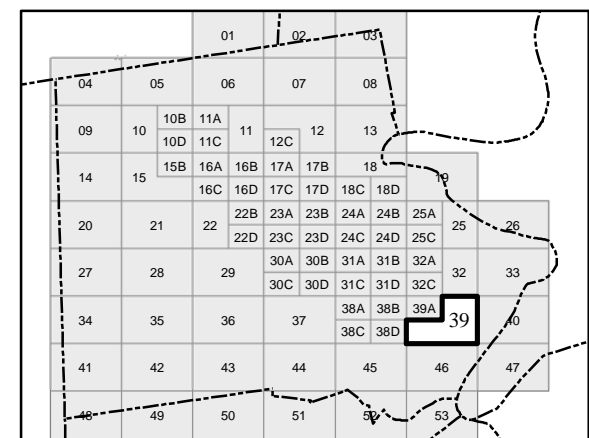 01 02 03
04 05 06 07 08
10B 11A
09 10 11 12 13
10D 11C 12C
15B 16A 16B 17A 17B 18
14 15 19
16C 16D 17C 17D 18C 18D
22B 23A 23B 24A 24B 25A
20 21 22 25 26
22D 23C 23D 24C 24D 25C
30A 30B 31A 31B 32A
27 28 29 32 33
30C 30D 31C 31D 32C
38A 38B 39A
34 35 36 37 39 40
38C 38D
41 42 43 44 45 46 47
48 49 50 51 52 53